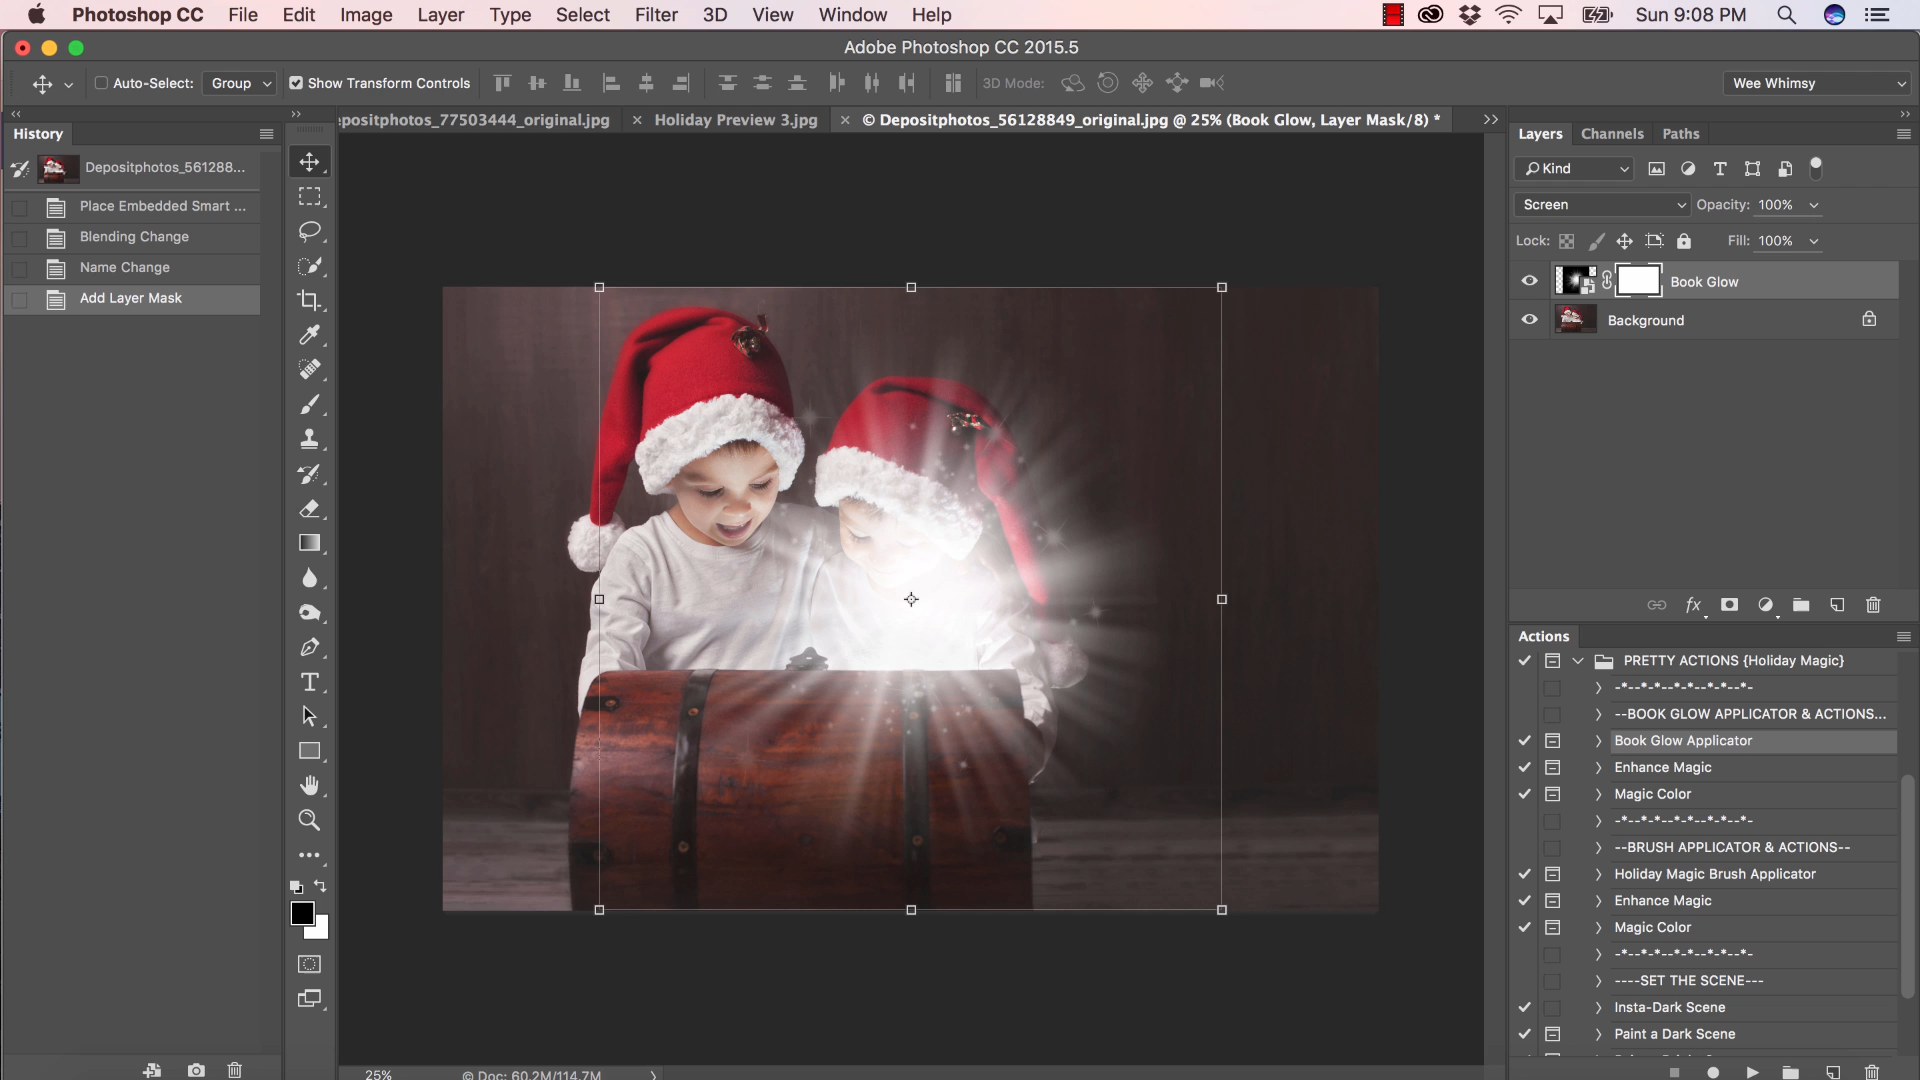 Photoshop CC File Edit Image Layer Type Select Filter 3D View Window Help Sun 9:08 PM
Adobe Photoshop CC 2015.5
Auto-Select: Group Show Transform Controls 3D Mode: Wee Whimsy
epositphotos_77503444_original.jpg × Holiday Preview 3.jpg × © Depositphotos_56128849_original.jpg @ 25% (Book Glow, Layer Mask/8) *
History
Depositphotos_561288...
Place Embedded Smart ...
Blending Change
Name Change
Add Layer Mask
Layers Channels Paths
Kind
Screen Opacity: 100%
Lock: Fill: 100%
Book Glow
Background
fx
Actions
PRETTY ACTIONS {Holiday Magic}
-*--*-*--*-*--*-*--*-
--BOOK GLOW APPLICATOR & ACTIONS...
Book Glow Applicator
Enhance Magic
Magic Color
-*--*-*--*-*--*-*--*-
--BRUSH APPLICATOR & ACTIONS--
Holiday Magic Brush Applicator
Enhance Magic
Magic Color
-*--*-*--*-*--*-*--*-
----SET THE SCENE---
Insta-Dark Scene
Paint a Dark Scene
25% © Doc: 60.2M/114.7M